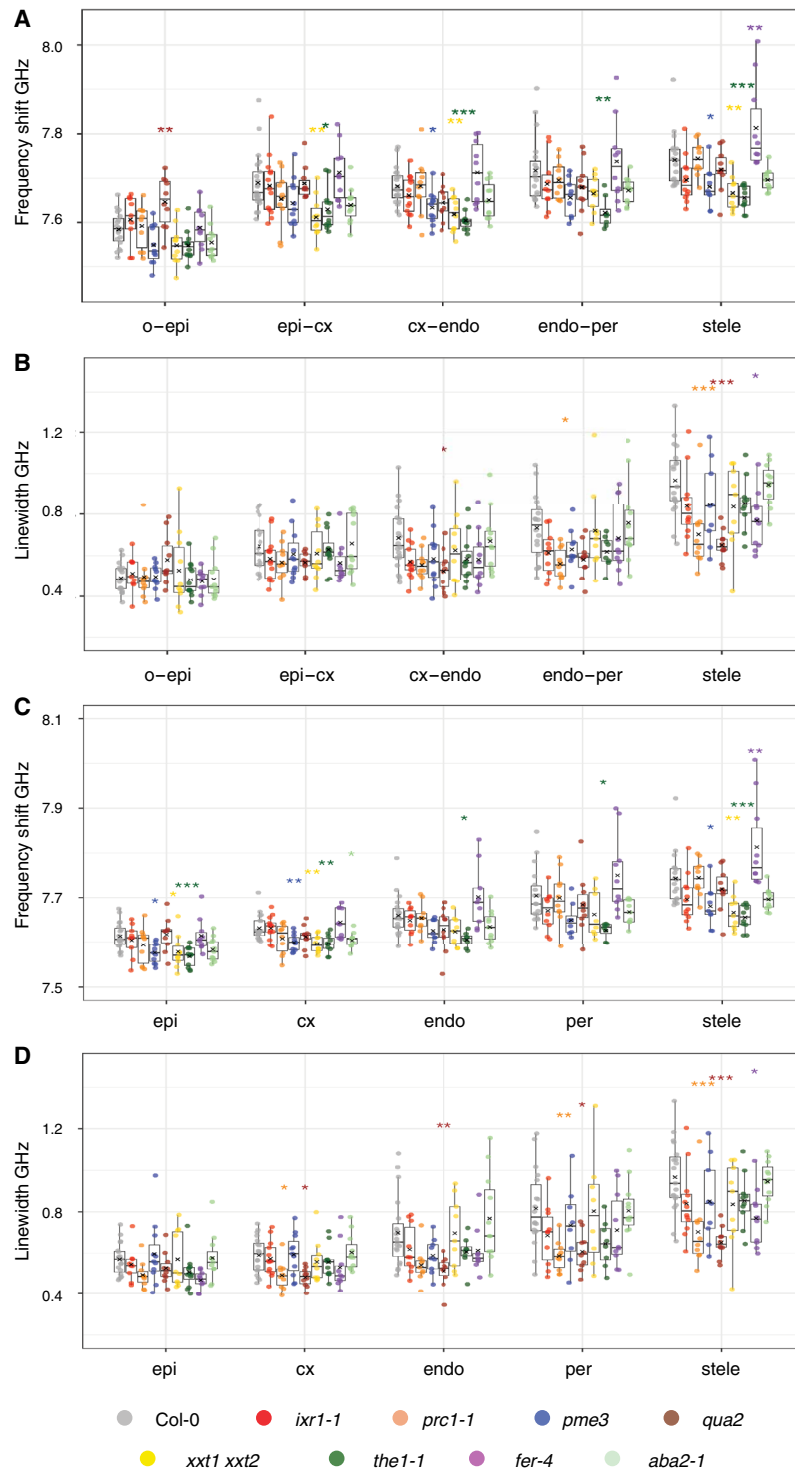 A
Frequency shift GHz
8.0
7.8
7.6
** ** * * ** *** ** * ** *** **
o-epi epi-cx cx-endo endo-per stele
B
Linewidth GHz
1.2
0.8
0.4
* * *** *** *
o-epi epi-cx cx-endo endo-per stele
C
Frequency shift GHz
8.1
7.9
7.7
7.5
* * *** ** ** ** * * * * ** *** **
epi cx endo per stele
D
Linewidth GHz
1.2
0.8
0.4
* * ** ** * *** *** *
epi cx endo per stele
Col-0 ixr1-1 prc1-1 pme3 qua2
xxt1 xxt2 the1-1 fer-4 aba2-1